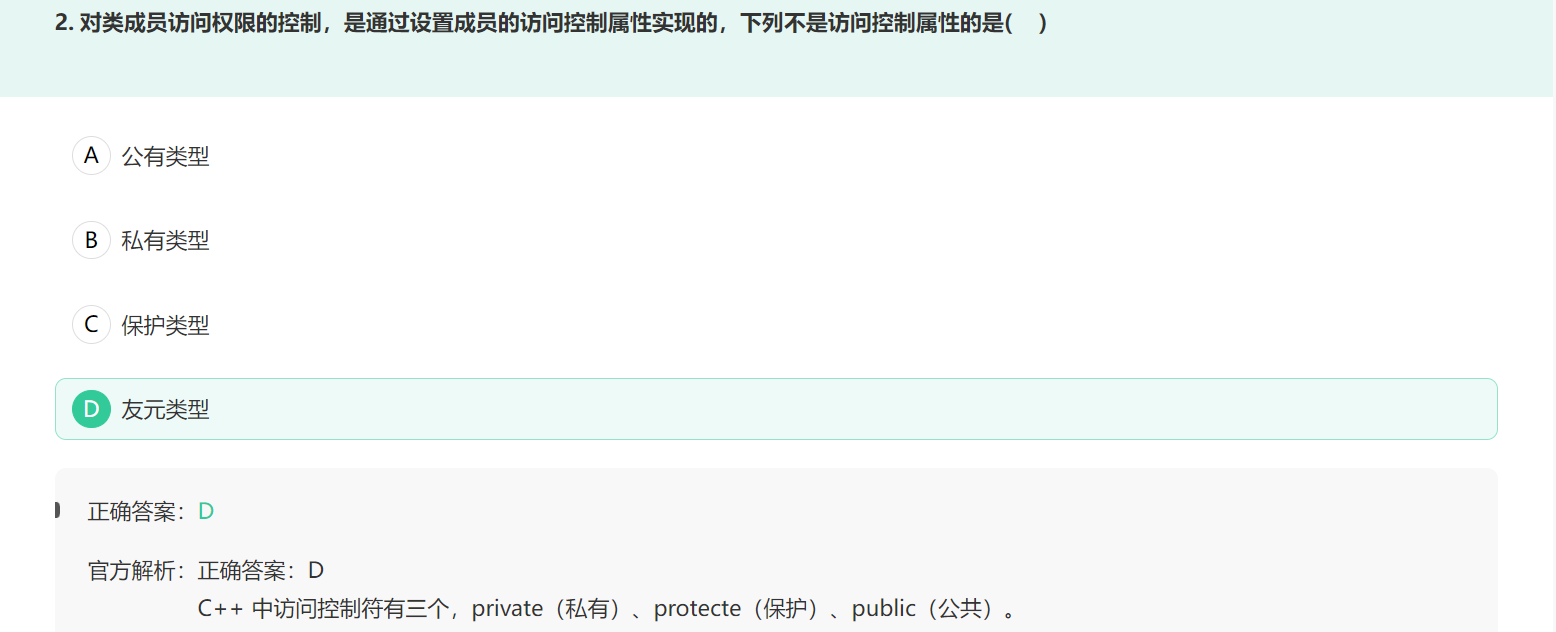 2. 对类成员访问权限的控制，是通过设置成员的访问控制属性实现的，下列不是访问控制属性的是(    )
A 公有类型
B 私有类型
C 保护类型
D 友元类型
正确答案：D
官方解析：正确答案：D
C++ 中访问控制符有三个，private（私有）、protecte（保护）、public（公共）。